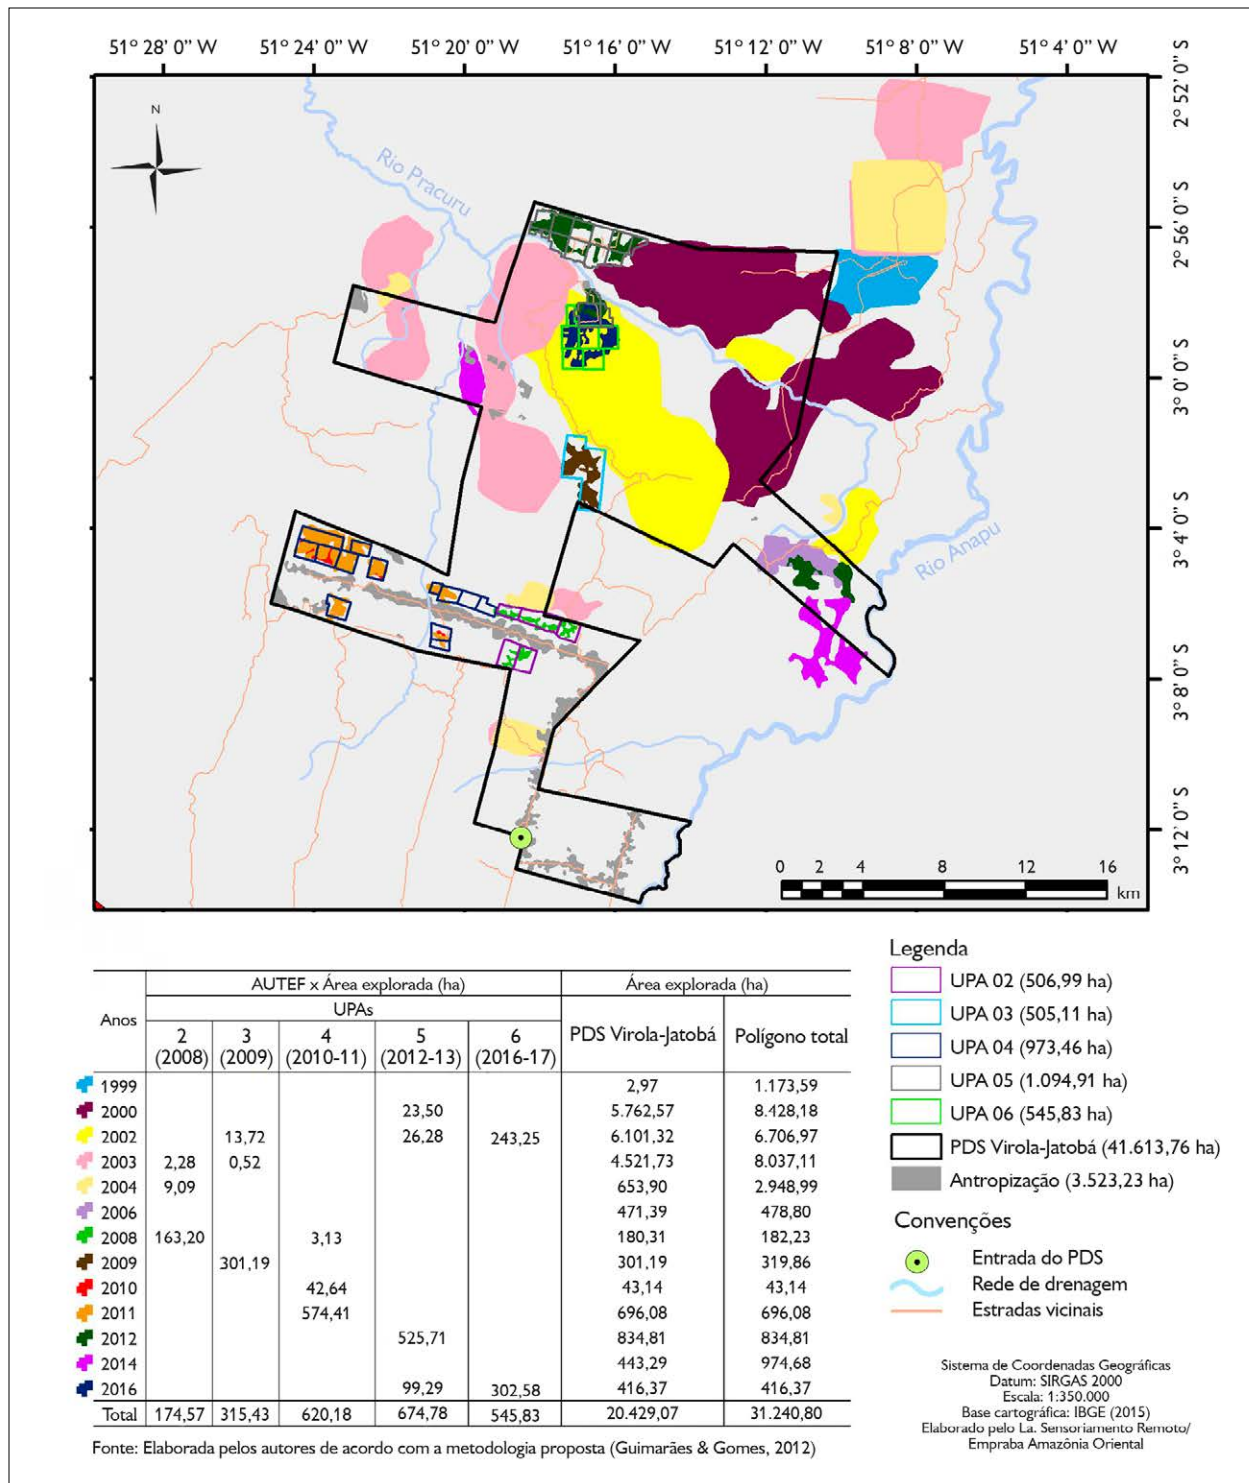 51° 28' 0'' W 51° 24' 0'' W 51° 20' 0'' W 51° 16' 0'' W 51° 12' 0'' W 51° 8' 0'' W 51° 4' 0'' W
2° 52' 0'' S
2° 56' 0'' S
3° 0' 0'' S
3° 4' 0'' S
3° 8' 0'' S
3° 12' 0'' S
N
Rio Pracuru
Rio Anapu
0 2 4 8 12 16
km
Legenda
UPA 02 (506,99 ha)
UPA 03 (505,11 ha)
UPA 04 (973,46 ha)
UPA 05 (1.094,91 ha)
UPA 06 (545,83 ha)
PDS Virola-Jatobá (41.613,76 ha)
Antropização (3.523,23 ha)
Convenções
Entrada do PDS
Rede de drenagem
Estradas vicinais
Sistema de Coordenadas Geográficas
Datum: SIRGAS 2000
Escala: 1:350.000
Base cartográfica: IBGE (2015)
Elaborado pelo La. Sensoriamento Remoto/
Empraba Amazônia Oriental
Anos AUTEF x Área explorada (ha) Área explorada (ha)
UPAs PDS Virola-Jatobá Polígono total
2 3 4 5 6
(2008) (2009) (2010-11) (2012-13) (2016-17)
1999 2,97 1.173,59
2000 23,50 5.762,57 8.428,18
2002 13,72 26,28 243,25 6.101,32 6.706,97
2003 2,28 0,52 4.521,73 8.037,11
2004 9,09 653,90 2.948,99
2006 471,39 478,80
2008 163,20 3,13 180,31 182,23
2009 301,19 301,19 319,86
2010 42,64 43,14 43,14
2011 574,41 696,08 696,08
2012 525,71 834,81 834,81
2014 443,29 974,68
2016 99,29 302,58 416,37 416,37
Total 174,57 315,43 620,18 674,78 545,83 20.429,07 31.240,80
Fonte: Elaborada pelos autores de acordo com a metodologia proposta (Guimarães & Gomes, 2012)